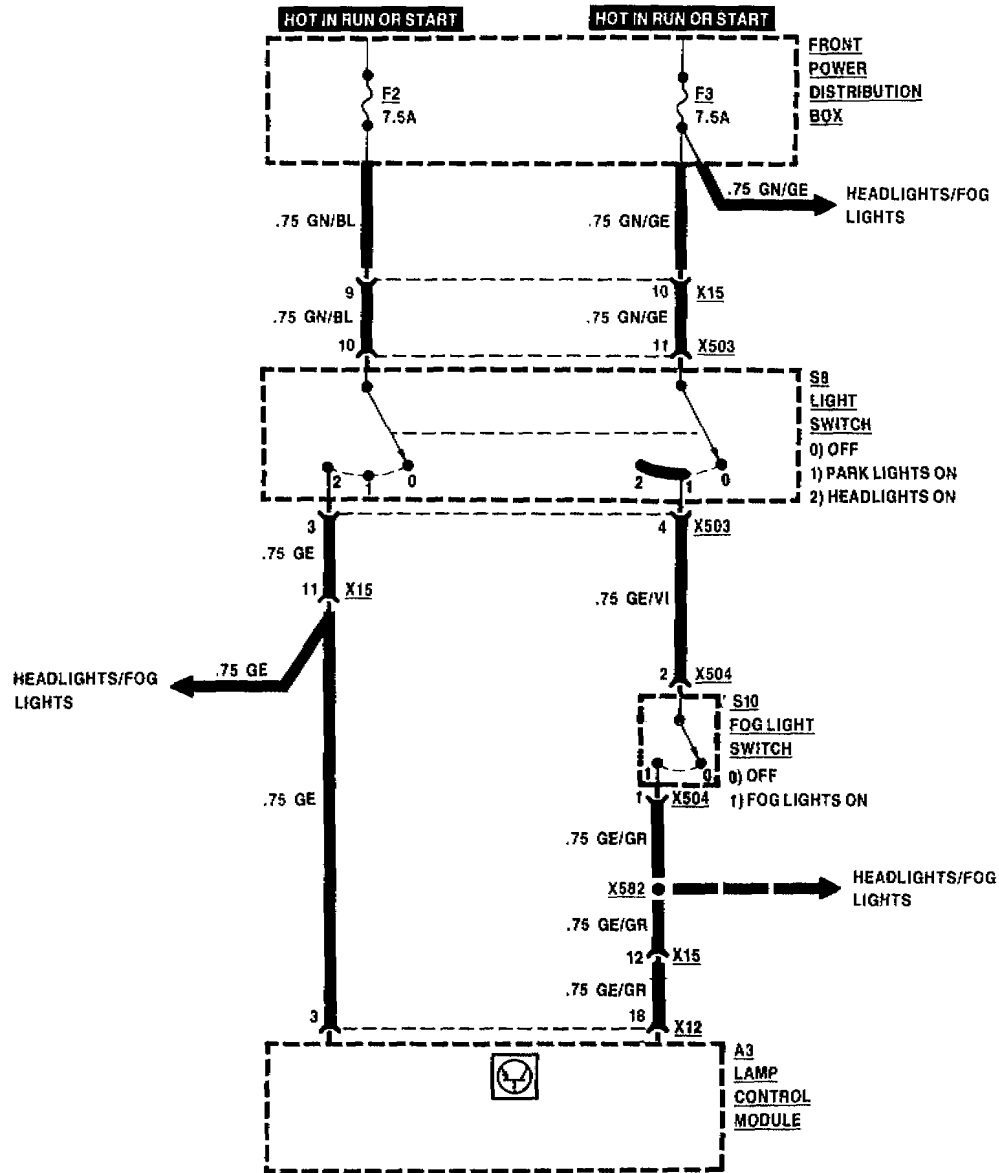 HOT IN RUN OR START
HOT IN RUN OR START
FRONT
POWER
DISTRIBUTION
BOX
F2
7.5A
F3
7.5A
.75 GN/GE
HEADLIGHTS/FOG
LIGHTS
.75 GN/BL
.75 GN/GE
9
10
X15
.75 GN/BL
.75 GN/GE
10
11
X503
S8
LIGHT
SWITCH
0) OFF
1) PARK LIGHTS ON
2) HEADLIGHTS ON
2
1
0
2
1
0
3
4
X503
.75 GE
11
X15
.75 GE/VI
.75 GE
HEADLIGHTS/FOG
LIGHTS
2
X504
S10
FOG LIGHT
SWITCH
0) OFF
1) FOG LIGHTS ON
1
0
1
X504
.75 GE
.75 GE/GR
X582
HEADLIGHTS/FOG
LIGHTS
.75 GE/GR
12
X15
.75 GE/GR
3
18
X12
A3
LAMP
CONTROL
MODULE